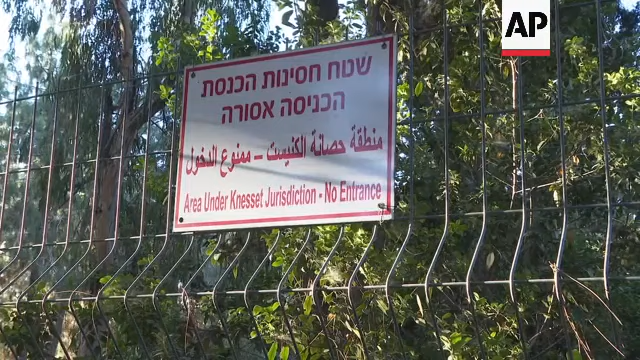 AP
שטח חסינות הכנסת
הכניסה אסורה
منطقة حصانة الكنيست – ممنوع الدخول
Area Under Knesset Jurisdiction - No Entrance